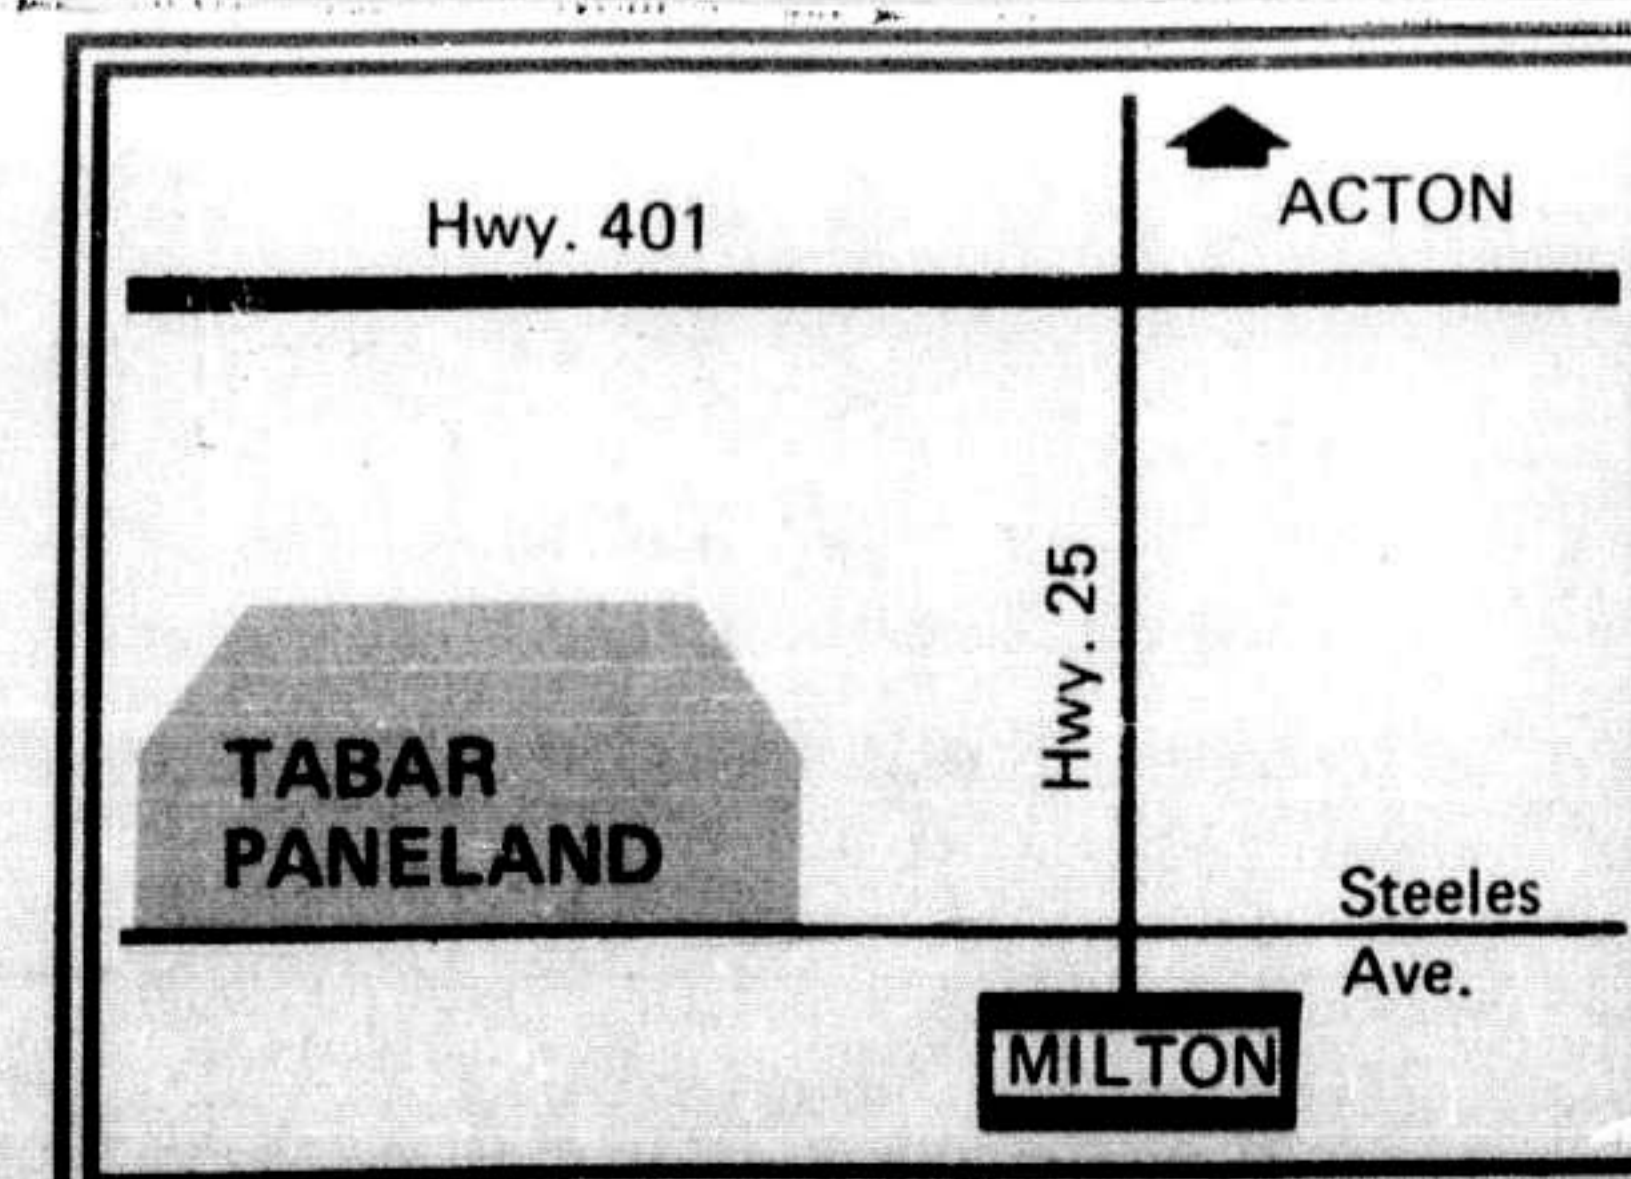 ACTON
Hwy. 401
Hwy. 25
TABAR
PANELAND
Steeles
Ave.
MILTON